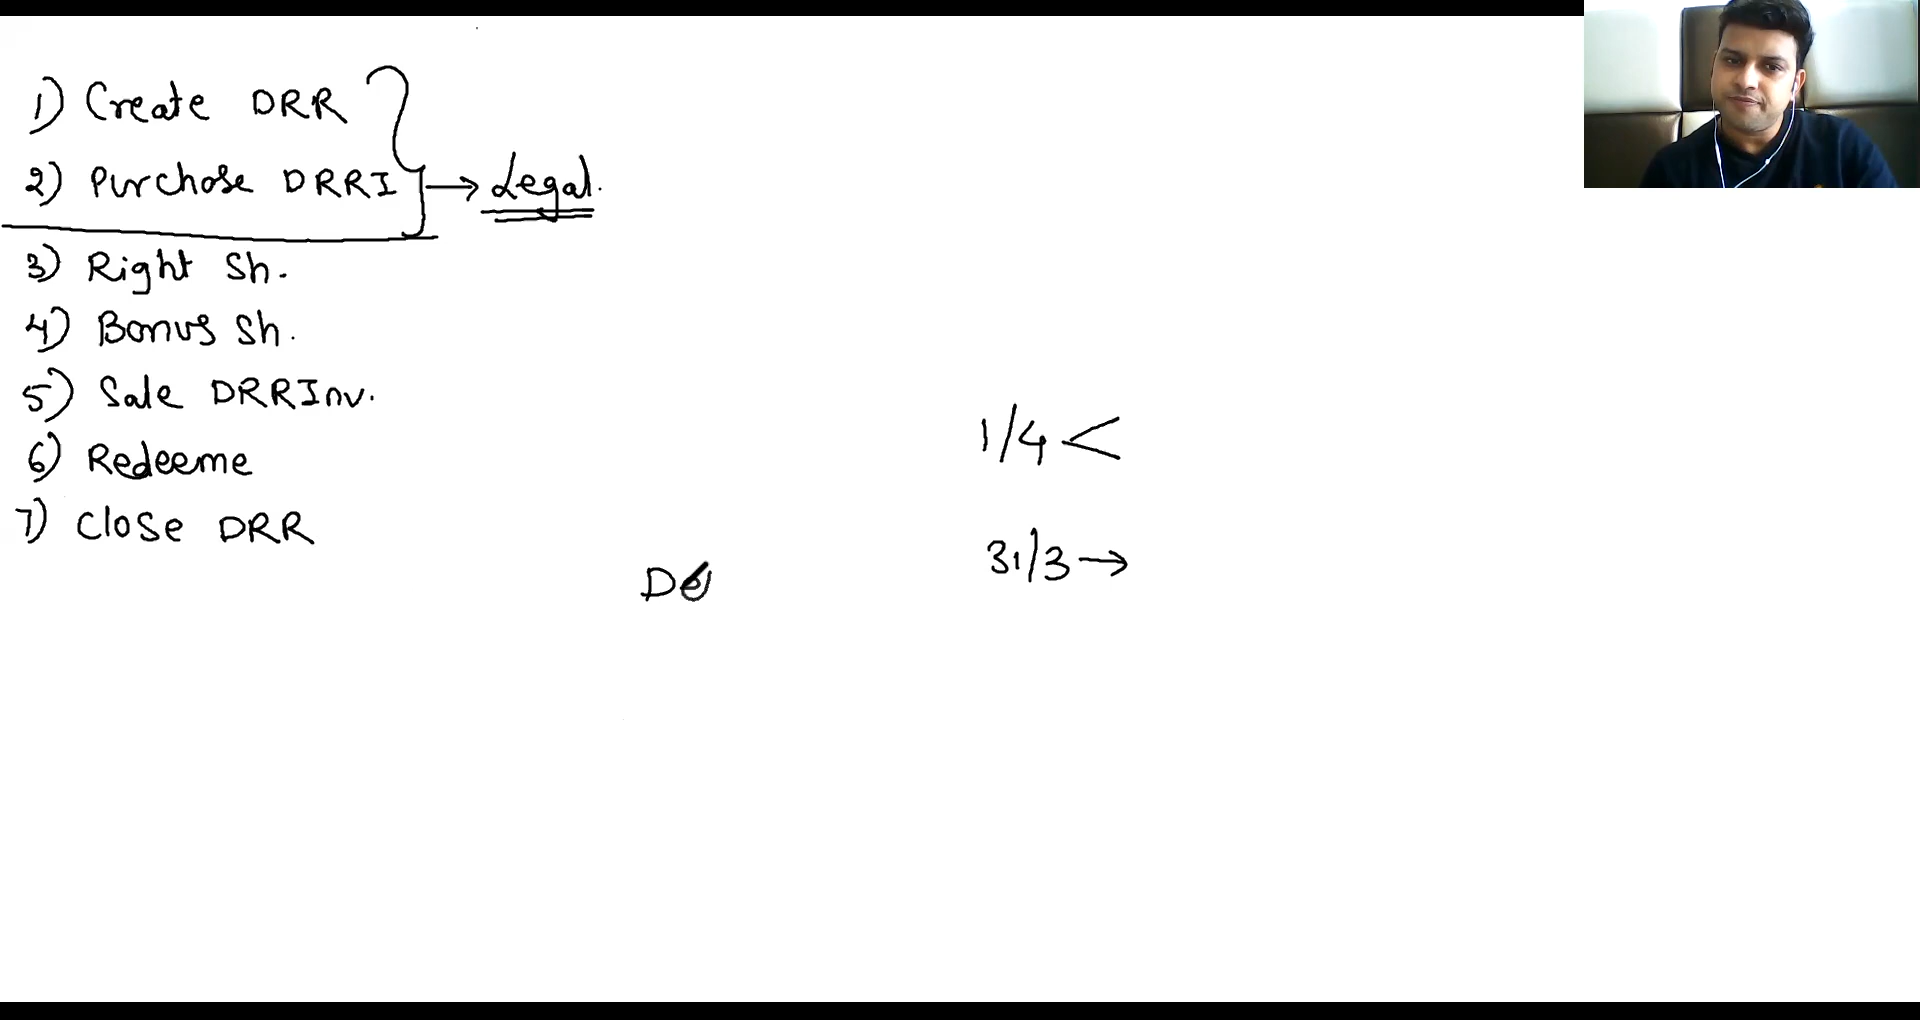 1) Create DRR
2) Purchase DRRI → Legal.
3) Right Sh.
4) Bonus Sh.
5) Sale DRRInv.
6) Redeeme
7) Close DRR
1/4 <
31/3 →